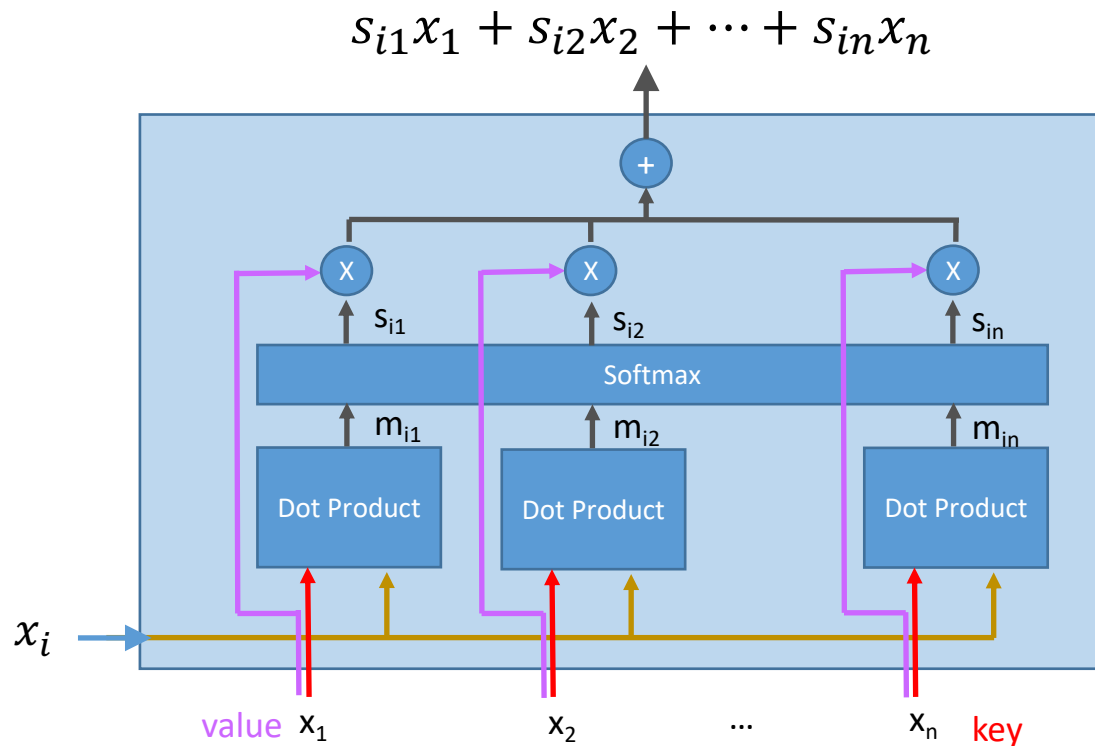 s_{i1}x_1 + s_{i2}x_2 + ⋯ + s_{in}x_n
+
X X X
s_{i1} s_{i2} s_{in}
Softmax
m_{i1} m_{i2} m_{in}
Dot Product Dot Product Dot Product
x_i
value x_1 x_2 ... x_n key